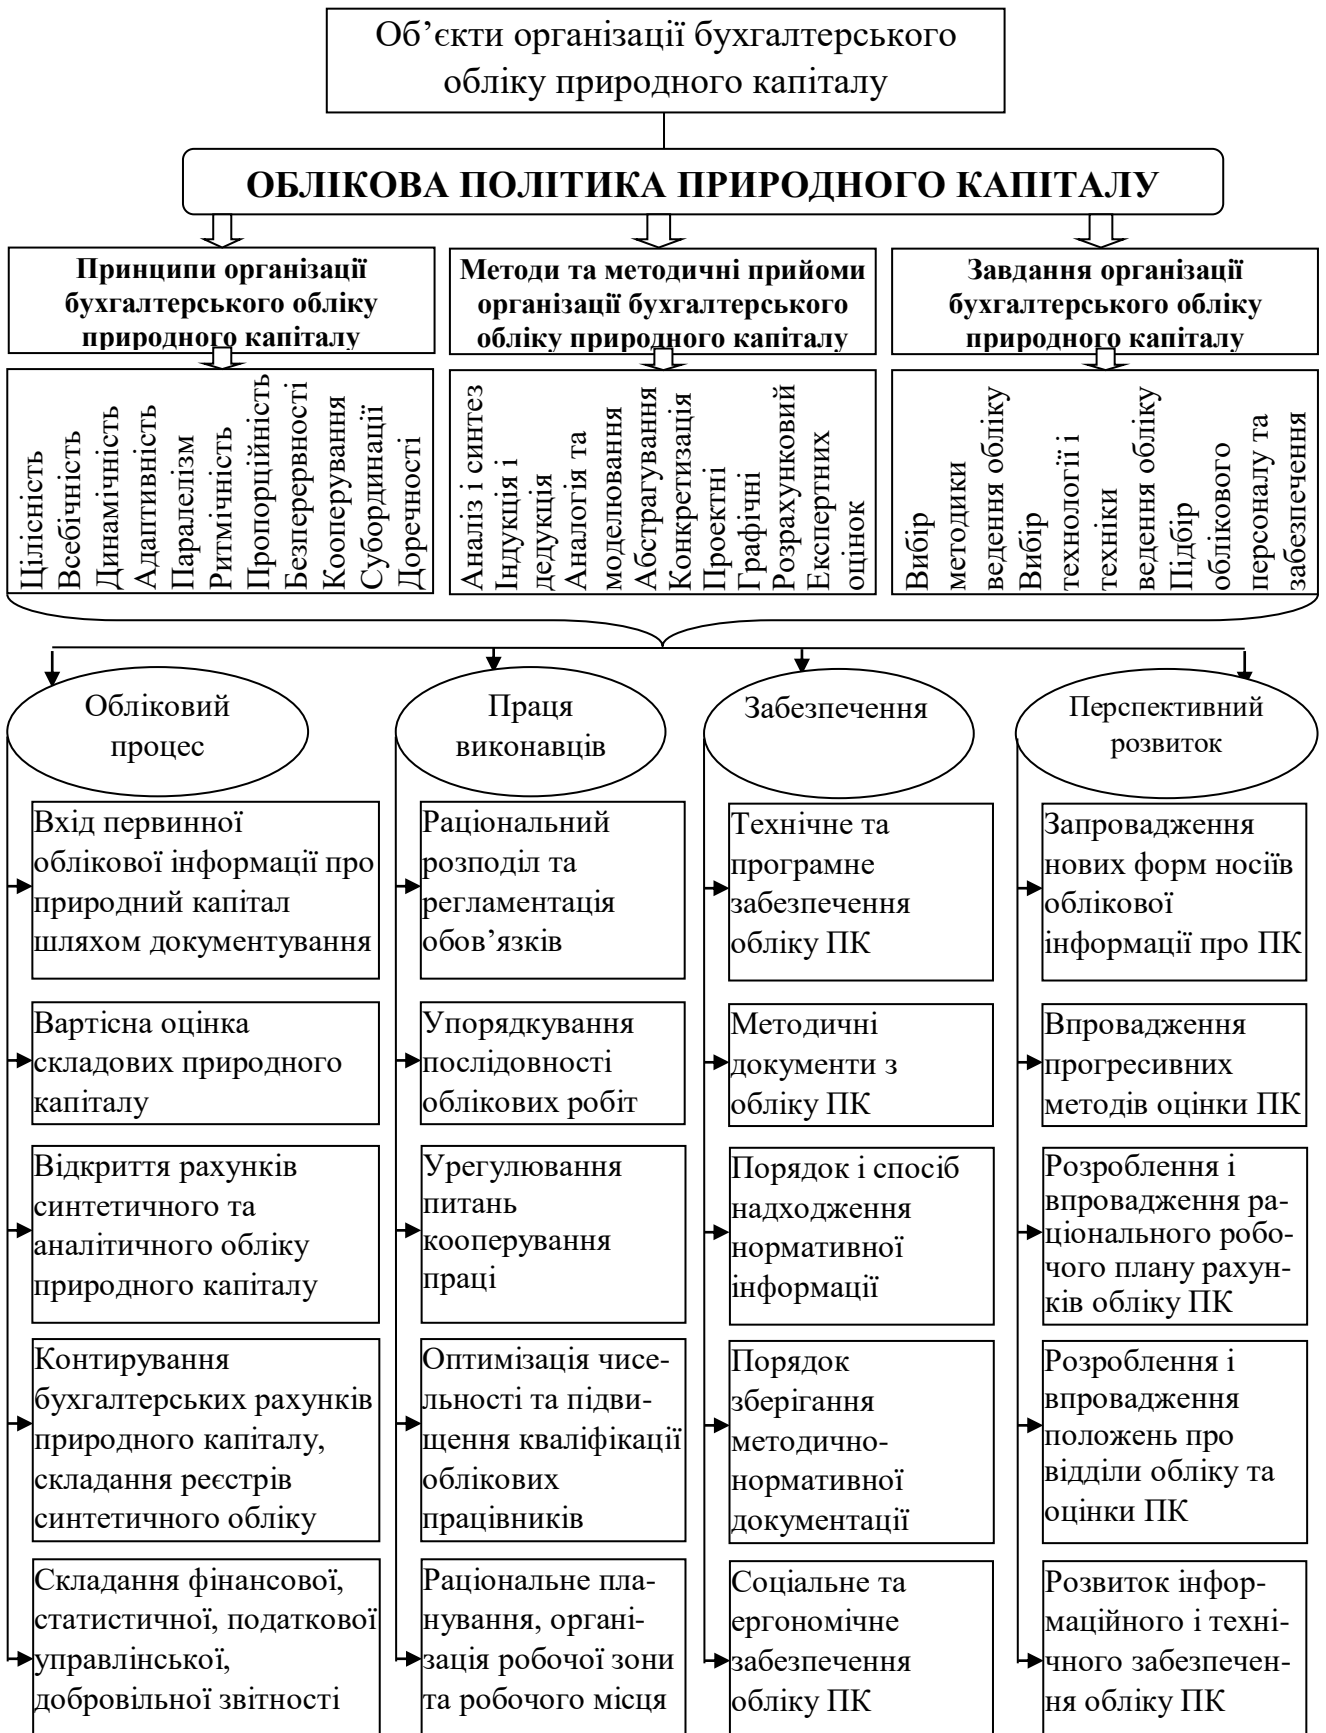 Об’єкти організації бухгалтерського
обліку природного капіталу
ОБЛІКОВА ПОЛІТИКА ПРИРОДНОГО КАПІТАЛУ
Принципи організації
бухгалтерського обліку
природного капіталу
Методи та методичні прийоми
організації бухгалтерського
обліку природного капіталу
Завдання організації
бухгалтерського обліку
природного капіталу
Цілісність
Всебічність
Динамічність
Адаптивність
Паралелізм
Ритмічність
Пропорційність
Безперервності
Кооперування
Субординації
Доречності
Аналіз і синтез
Індукція і
дедукція
Аналогія та
моделювання
Абстрагування
Конкретизація
Проектні
Графічні
Розрахунковий
Експертних
оцінок
Вибір
методики
ведення обліку
Вибір
технології і
техніки
ведення обліку
Підбір
облікового
персоналу та
забезпечення
Обліковий
процес
Праця
виконавців
Забезпечення
Перспективний
розвиток
Вхід первинної
облікової інформації про
природний капітал
шляхом документування
Вартісна оцінка
складових природного
капіталу
Відкриття рахунків
синтетичного та
аналітичного обліку
природного капіталу
Контирування
бухгалтерських рахунків
природного капіталу,
складання реєстрів
синтетичного обліку
Складання фінансової,
статистичної, податкової
управлінської,
добровільної звітності
Раціональний
розподіл та
регламентація
обов’язків
Упорядкування
послідовності
облікових робіт
Урегулювання
питань
кооперування
праці
Оптимізація чисе-
льності та підви-
щення кваліфікації
облікових
працівників
Раціональне пла-
нування, органі-
зація робочої зони
та робочого місця
Технічне та
програмне
забезпечення
обліку ПК
Методичні
документи з
обліку ПК
Порядок і спосіб
надходження
нормативної
інформації
Порядок
зберігання
методично-
нормативної
документації
Соціальне та
ергономічне
забезпечення
обліку ПК
Запровадження
нових форм носіїв
облікової
інформації про ПК
Впровадження
прогресивних
методів оцінки ПК
Розроблення і
впровадження ра-
ціонального робо-
чого плану рахун-
ків обліку ПК
Розроблення і
впровадження
положень про
відділи обліку та
оцінки ПК
Розвиток інфор-
маційного і техні-
чного забезпечен-
ня обліку ПК